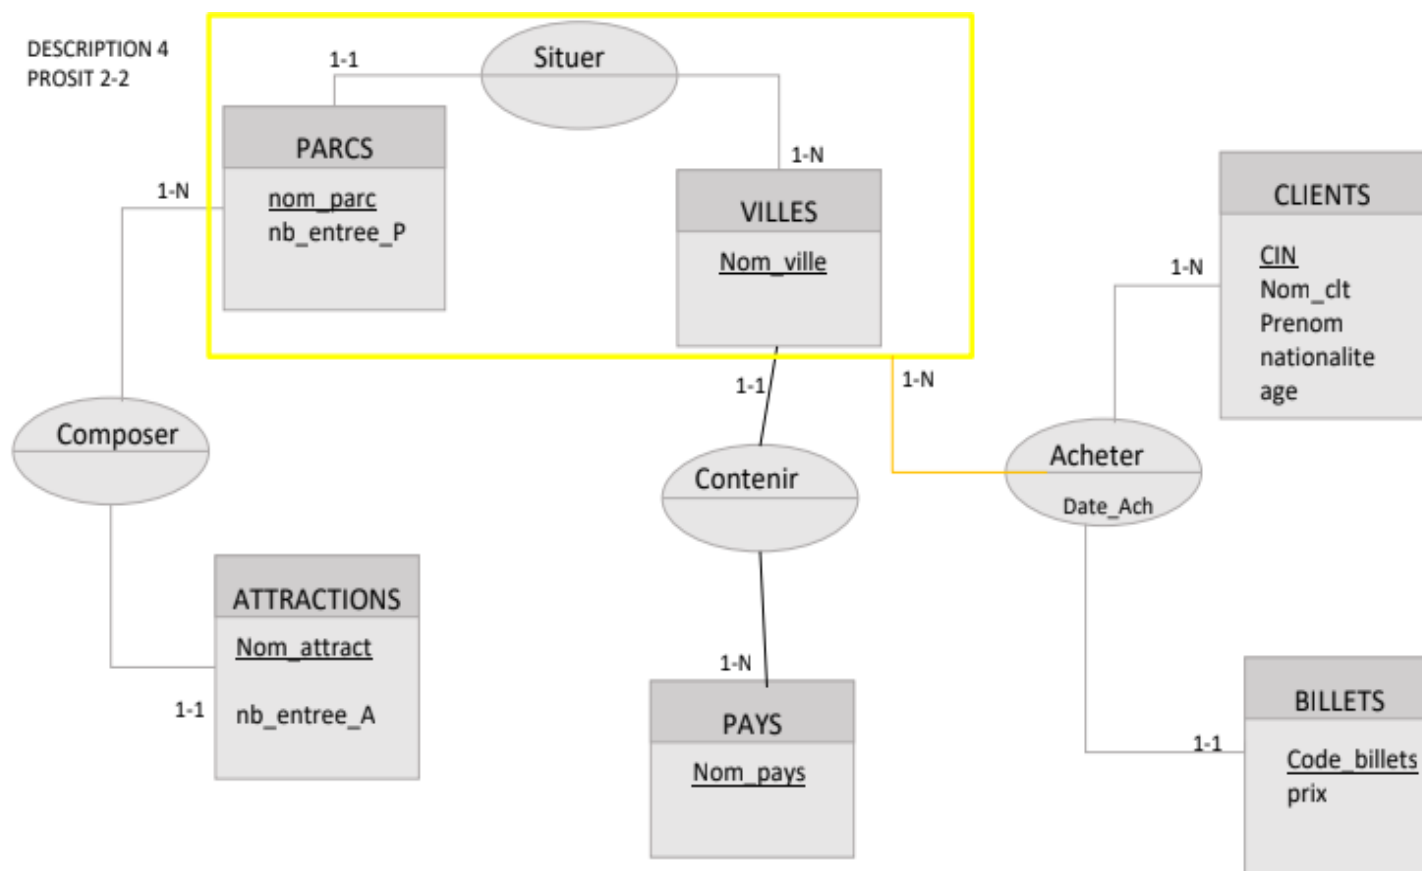 DESCRIPTION 4
PROSIT 2-2
Situer
1-1
PARCS
nom_parc
nb_entree_P
1-N
VILLES
Nom_ville
1-N
CLIENTS
CIN
Nom_clt
Prenom
nationalite
age
1-N
1-1
1-N
Composer
Contenir
Acheter
Date_Ach
ATTRACTIONS
Nom_attract
nb_entree_A
1-1
1-N
PAYS
Nom_pays
1-1
BILLETS
Code_billets
prix